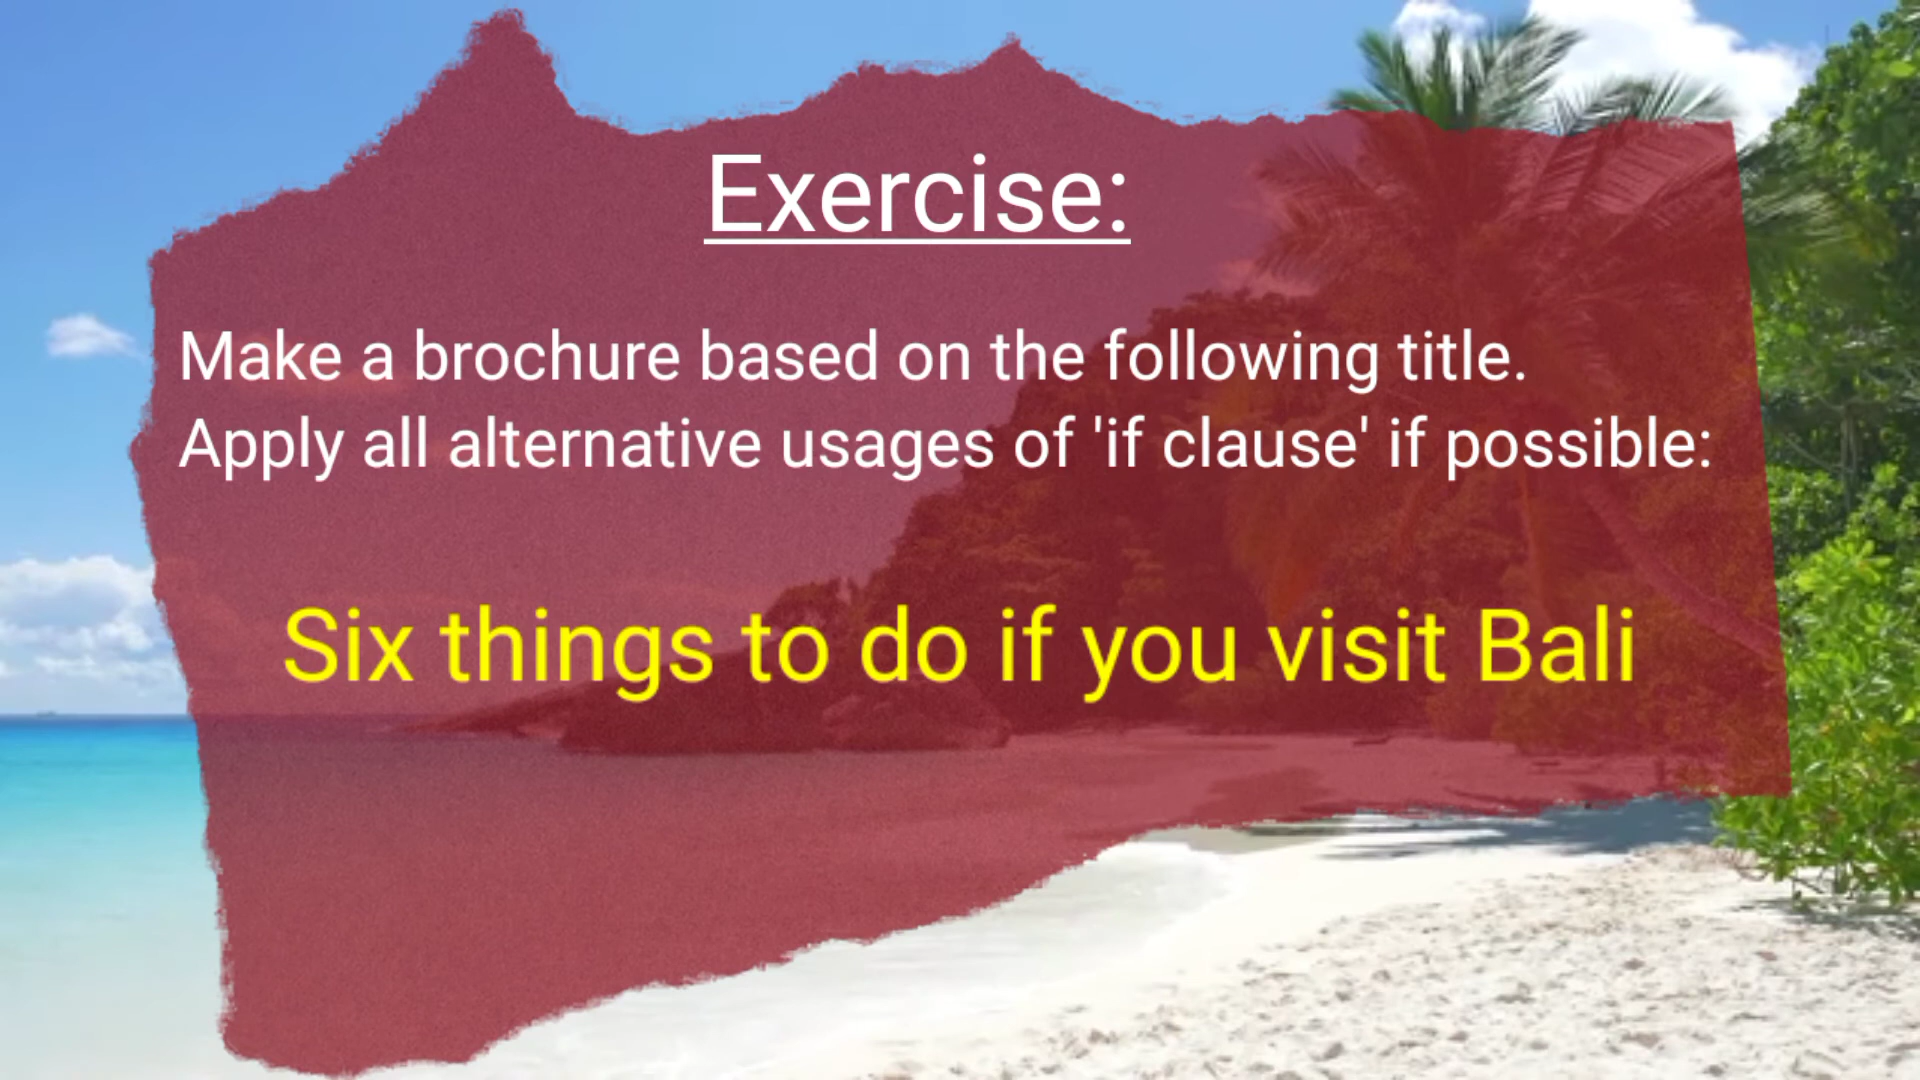 Exercise:
Make a brochure based on the following title.
Apply all alternative usages of 'if clause' if possible:
Six things to do if you visit Bali